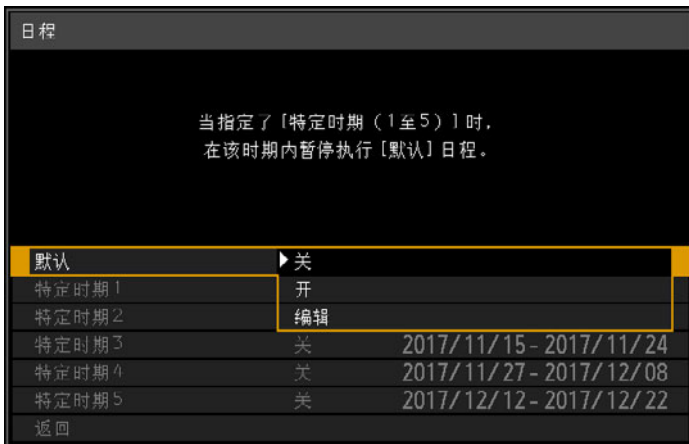 日程
当指定了 [特定时期（1至5）] 时,
在该时期内暂停执行 [默认] 日程。
默认 ▶关
特定时期1 开
特定时期2 编辑
特定时期3 关 2017/11/15-2017/11/24
特定时期4 关 2017/11/27-2017/12/08
特定时期5 关 2017/12/12-2017/12/22
返回